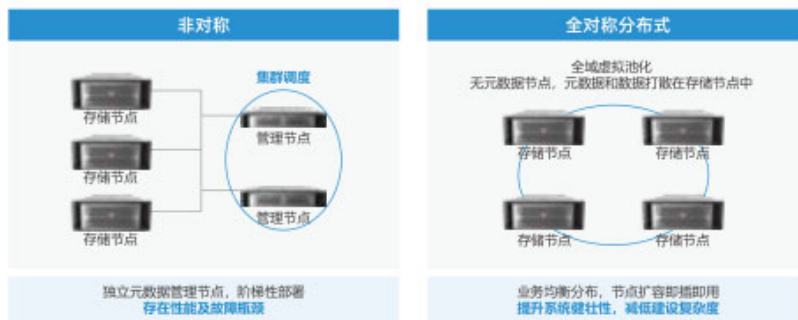 非对称
集群调度
存储节点
管理节点
存储节点
管理节点
存储节点
独立元数据管理节点，阶梯性部署
存在性能及故障瓶颈
全对称分布式
全域虚拟池化
无元数据节点，元数据和数据打散在存储节点中
存储节点
存储节点
存储节点
存储节点
业务均衡分布，节点扩容即插即用
提升系统健壮性，减低建设复杂度